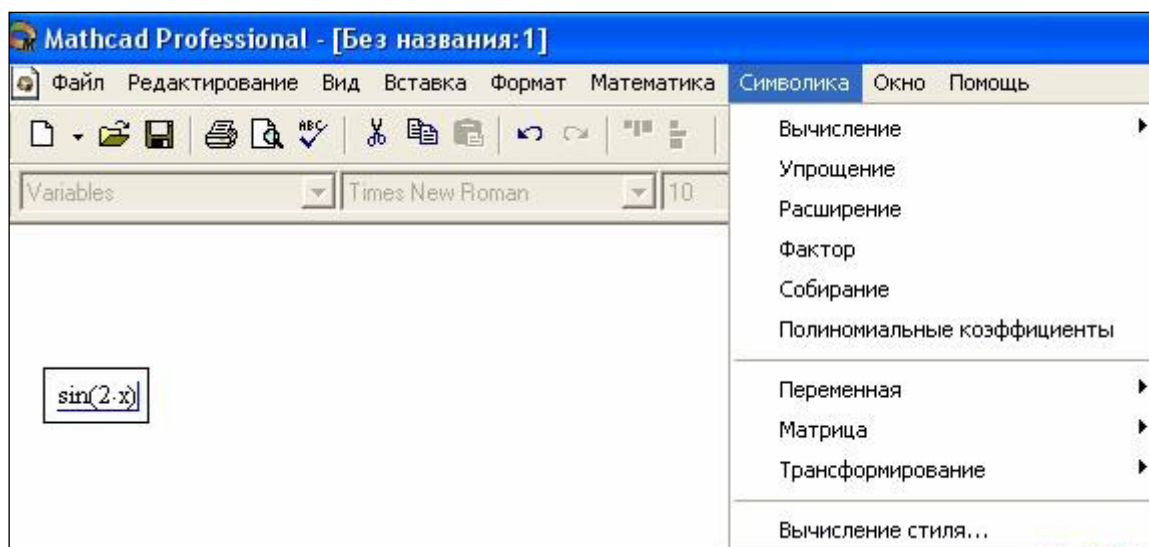 Mathcad Professional - [Без названия:1]
Файл Редактирование Вид Вставка Формат Математика Символика Окно Помощь
ABC
Variables Times New Roman 10
Вычисление
Упрощение
Расширение
Фактор
Собирание
Полиномиальные коэффициенты
Переменная
Матрица
Трансформирование
Вычисление стиля...
sin(2·x)